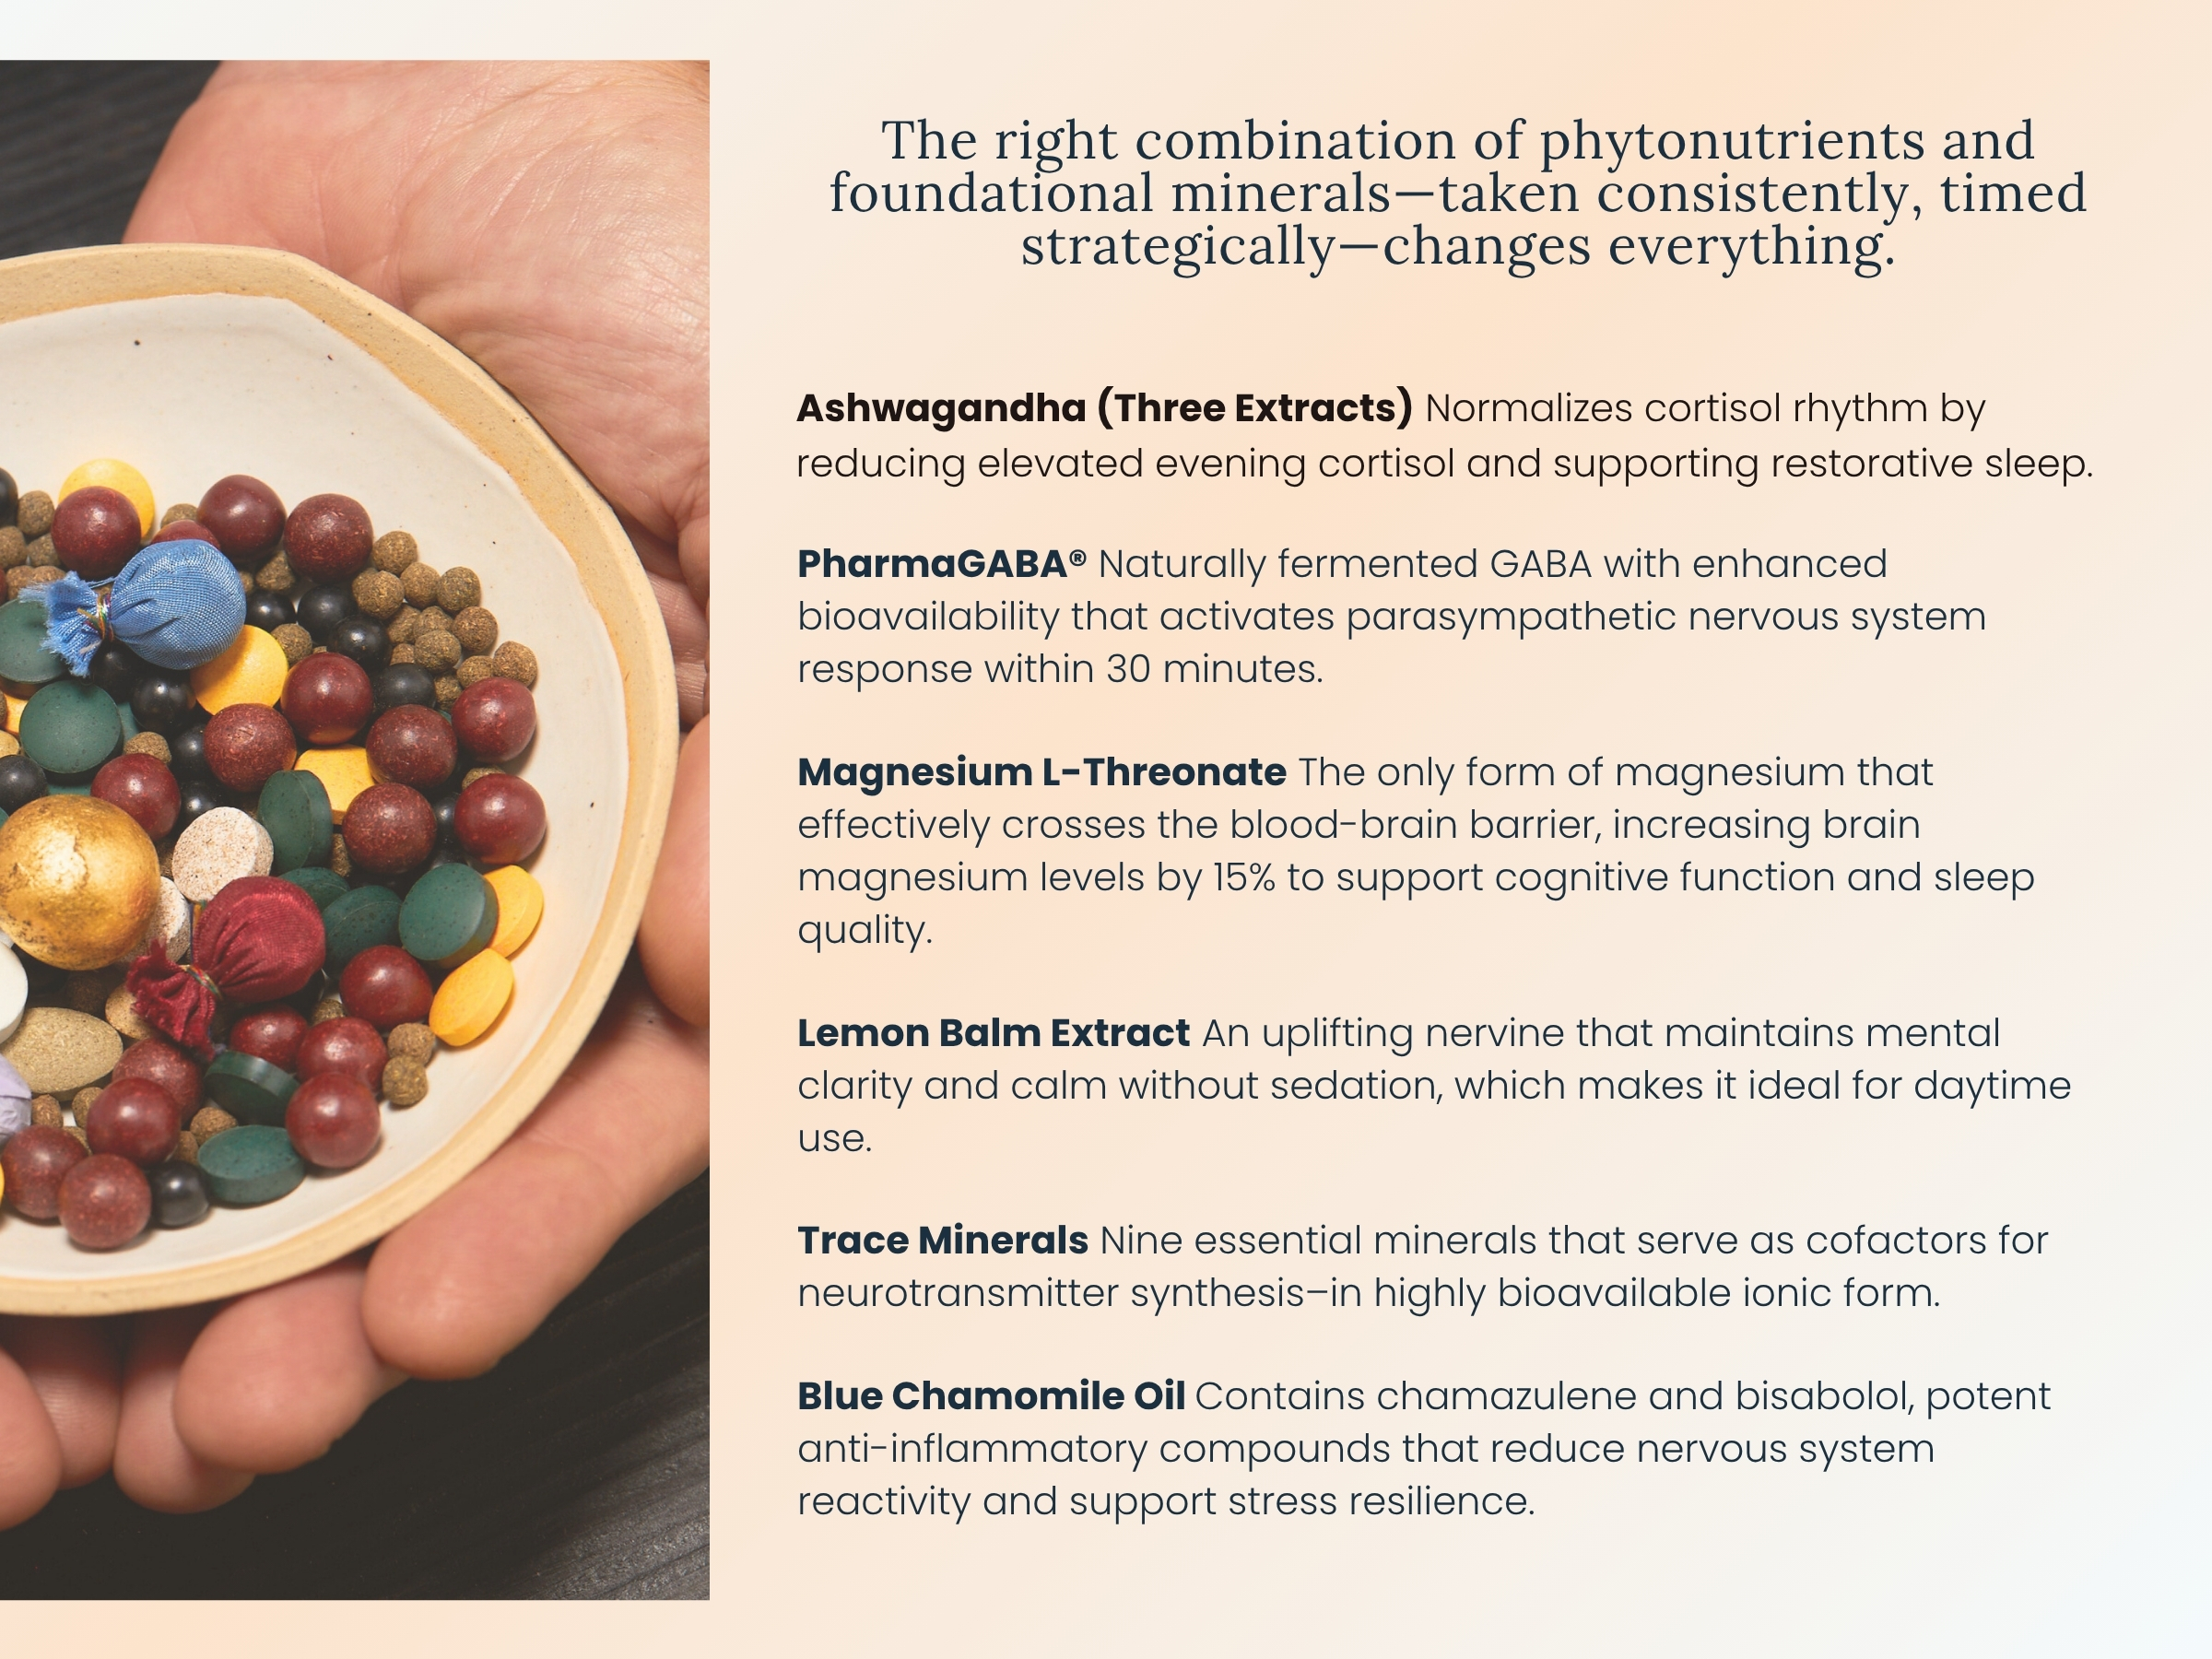 The right combination of phytonutrients and
foundational minerals—taken consistently, timed
strategically—changes everything.
Ashwagandha (Three Extracts) Normalizes cortisol rhythm by
reducing elevated evening cortisol and supporting restorative sleep.
PharmaGABA® Naturally fermented GABA with enhanced
bioavailability that activates parasympathetic nervous system
response within 30 minutes.
Magnesium L-Threonate The only form of magnesium that
effectively crosses the blood-brain barrier, increasing brain
magnesium levels by 15% to support cognitive function and sleep
quality.
Lemon Balm Extract An uplifting nervine that maintains mental
clarity and calm without sedation, which makes it ideal for daytime
use.
Trace Minerals Nine essential minerals that serve as cofactors for
neurotransmitter synthesis–in highly bioavailable ionic form.
Blue Chamomile Oil Contains chamazulene and bisabolol, potent
anti-inflammatory compounds that reduce nervous system
reactivity and support stress resilience.